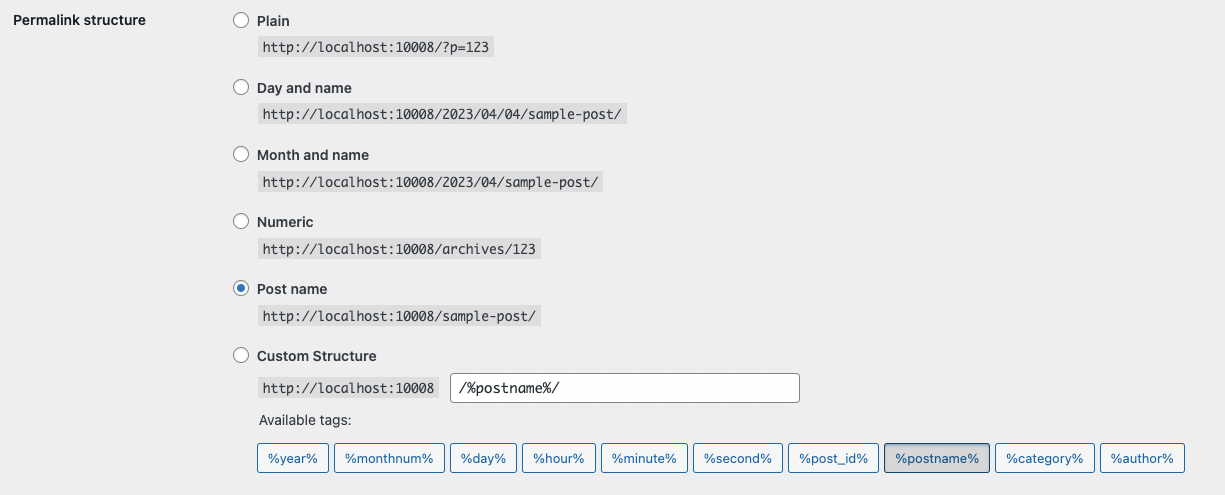 Permalink structure
Plain
http://localhost:10008/?p=123
Day and name
http://localhost:10008/2023/04/04/sample-post/
Month and name
http://localhost:10008/2023/04/sample-post/
Numeric
http://localhost:10008/archives/123
Post name
http://localhost:10008/sample-post/
Custom Structure
http://localhost:10008 /%postname%/
Available tags:
%year% %monthnum% %day% %hour% %minute% %second% %post_id% %postname% %category% %author%